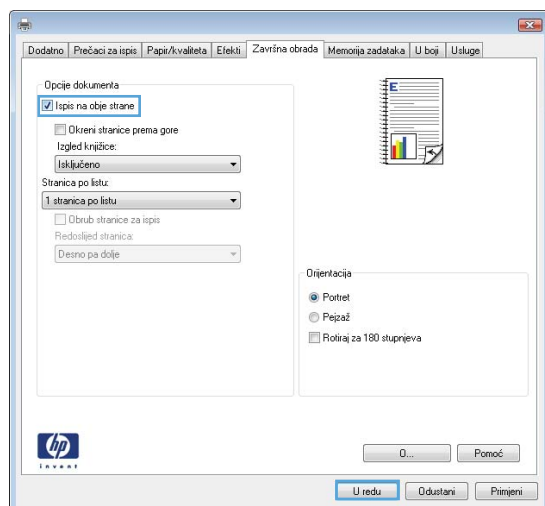 Dodatno Prečaci za ispis Papir/kvaliteta Efekti Završna obrada Memorija zadataka U boji Usluge
Opcije dokumenta
Ispis na obje strane
Okreni stranice prema gore
Izgled knjižice:
Isključeno
Stranica po listu:
1 stranica po listu
Obrub stranice za ispis
Redoslijed stranica:
Desno pa dolje
E
Orijentacija
Portret
Pejzaž
Rotiraj za 180 stupnjeva
hp
invent
O... Pomoć
U redu Odustani Primjeni